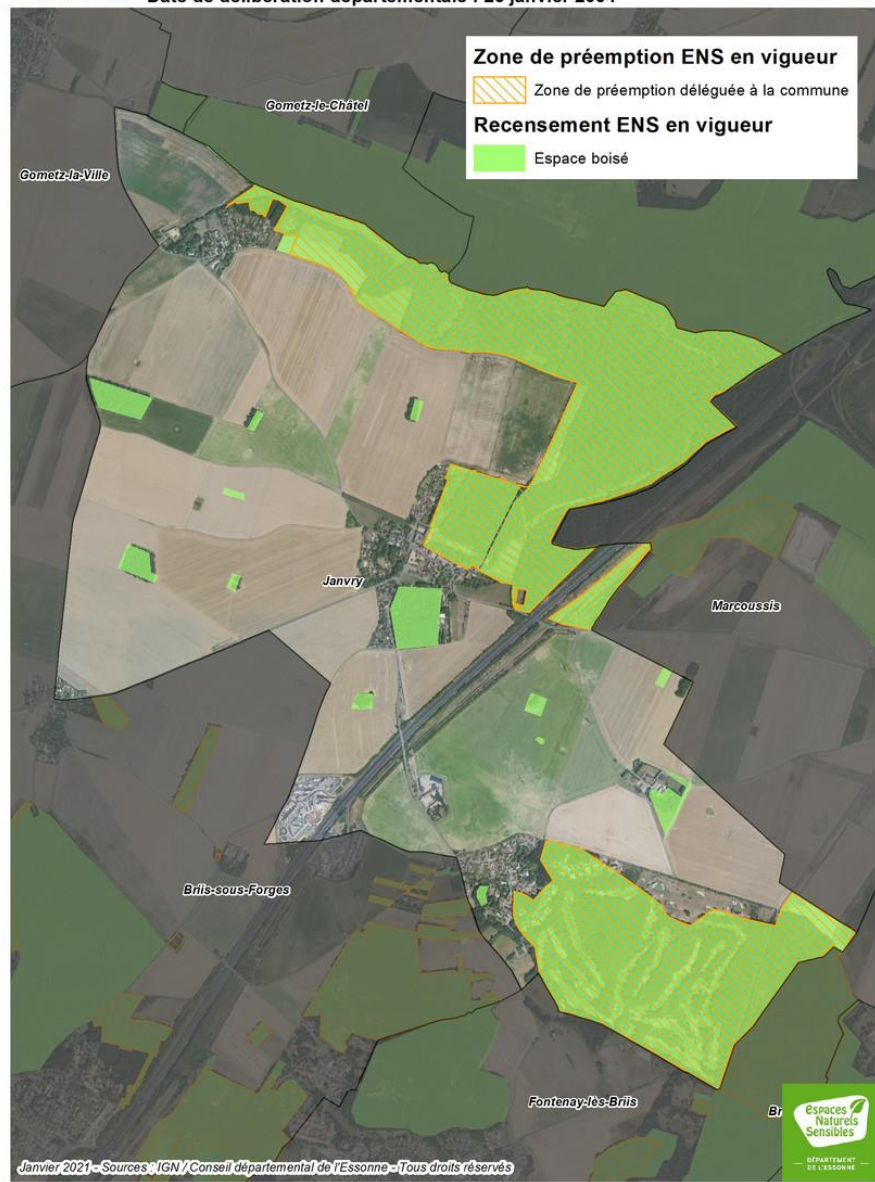 Zone de préemption ENS en vigueur
Zone de préemption déléguée à la commune
Recensement ENS en vigueur
Espace boisé
Gometz-le-Châtel
Gometz-la-Ville
Janvry
Marcoussis
Briis-sous-Forges
Fontenay-lès-Briis
Br
Espaces
Naturels
Sensibles
DÉPARTEMENT
DE L'ESSONNE
Janvier 2021 - Sources : IGN / Conseil départemental de l'Essonne - Tous droits réservés